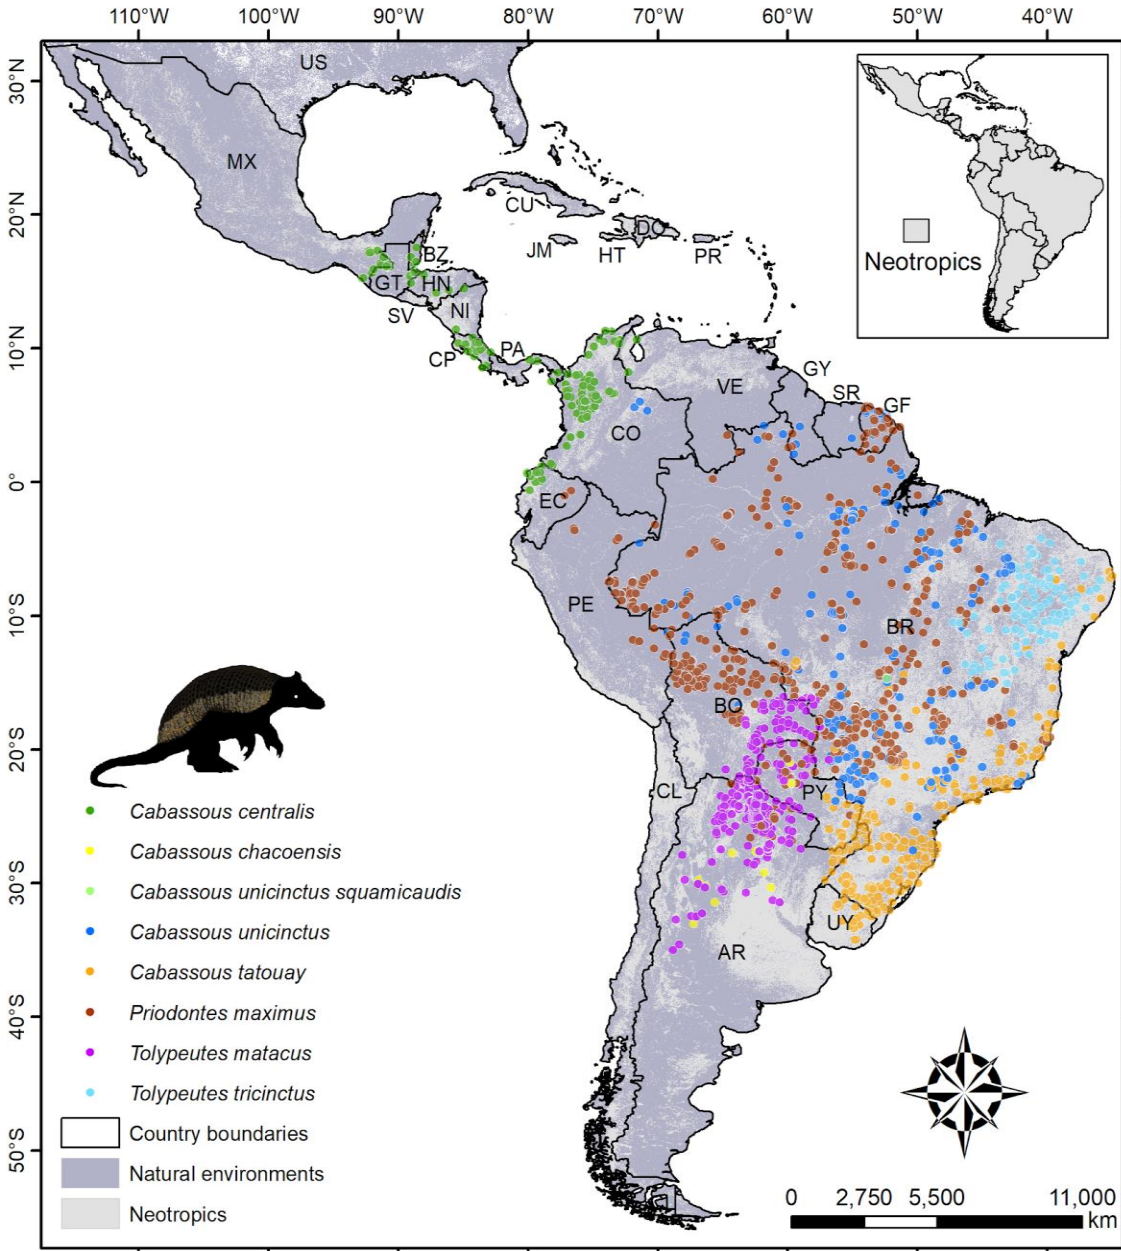 110°W 100°W 90°W 80°W 70°W 60°W 50°W 40°W
30°N
20°N
10°N
0°
10°S
20°S
30°S
40°S
50°S
US
MX
CU
DO
JM
HT
PR
BZ
GT
HN
SV
NI
CP
PA
VE
GY
SR
GF
CO
EC
PE
BR
BO
PY
CL
UY
AR
Neotropics
Cabassous centralis
Cabassous chacoensis
Cabassous unicinctus squamicaudis
Cabassous unicinctus
Cabassous tatouay
Priodontes maximus
Tolypeutes matacus
Tolypeutes tricinctus
Country boundaries
Natural environments
Neotropics
0 2,750 5,500 11,000
km